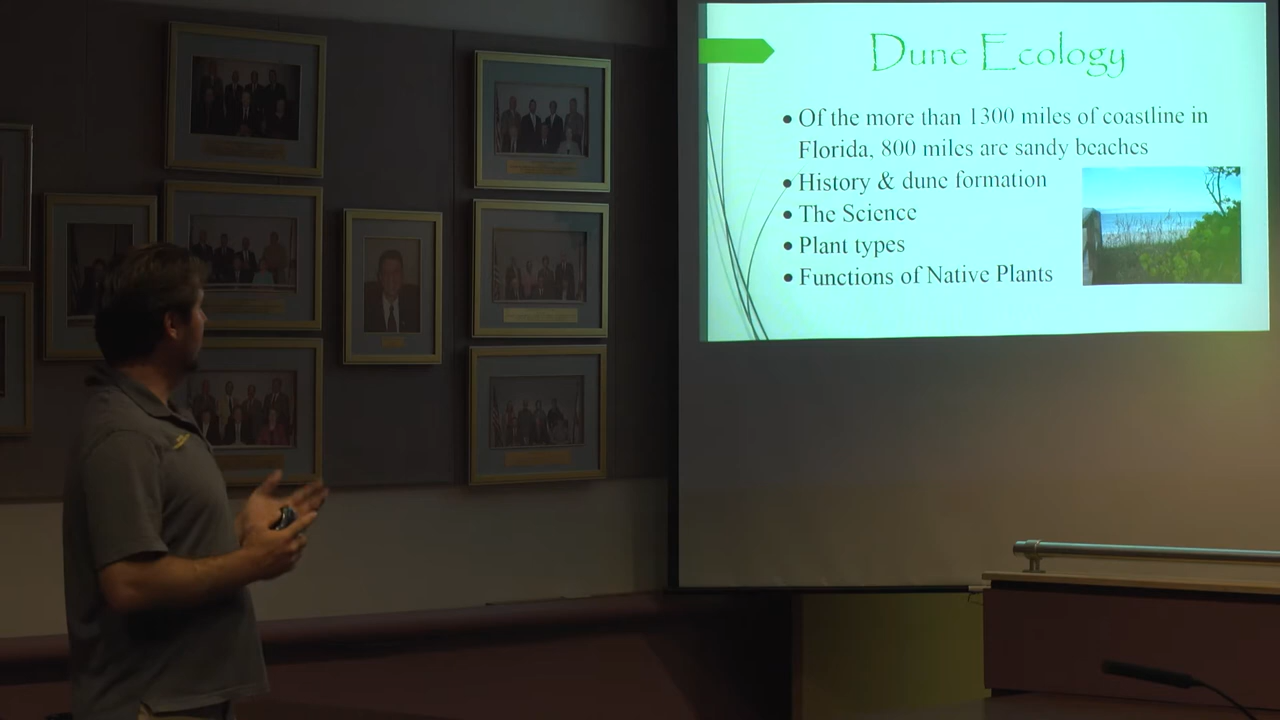 Dune Ecology
• Of the more than 1300 miles of coastline in
Florida, 800 miles are sandy beaches
• History & dune formation
• The Science
• Plant types
• Functions of Native Plants